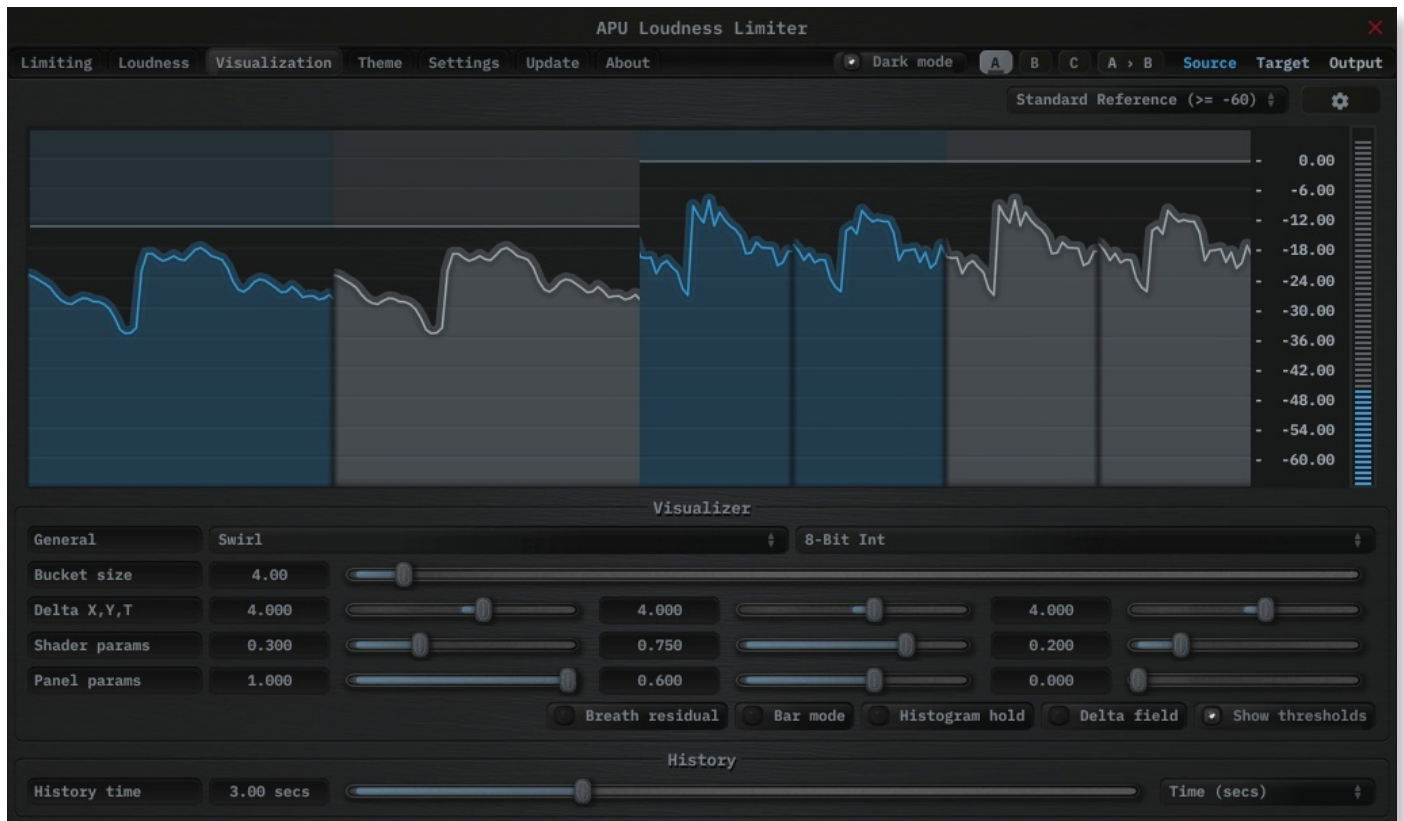 APU Loudness Limiter
Limiting Loudness Visualization Theme Settings Update About Dark mode A B C A › B Source Target Output
Standard Reference (>= -60)
- 0.00
- -6.00
- -12.00
- -18.00
- -24.00
- -30.00
- -36.00
- -42.00
- -48.00
- -54.00
- -60.00
Visualizer
General Swirl 8-Bit Int
Bucket size 4.00
Delta X,Y,T 4.000 4.000 4.000
Shader params 0.300 0.750 0.200
Panel params 1.000 0.600 0.000
Breath residual Bar mode Histogram hold Delta field Show thresholds
History
History time 3.00 secs Time (secs)